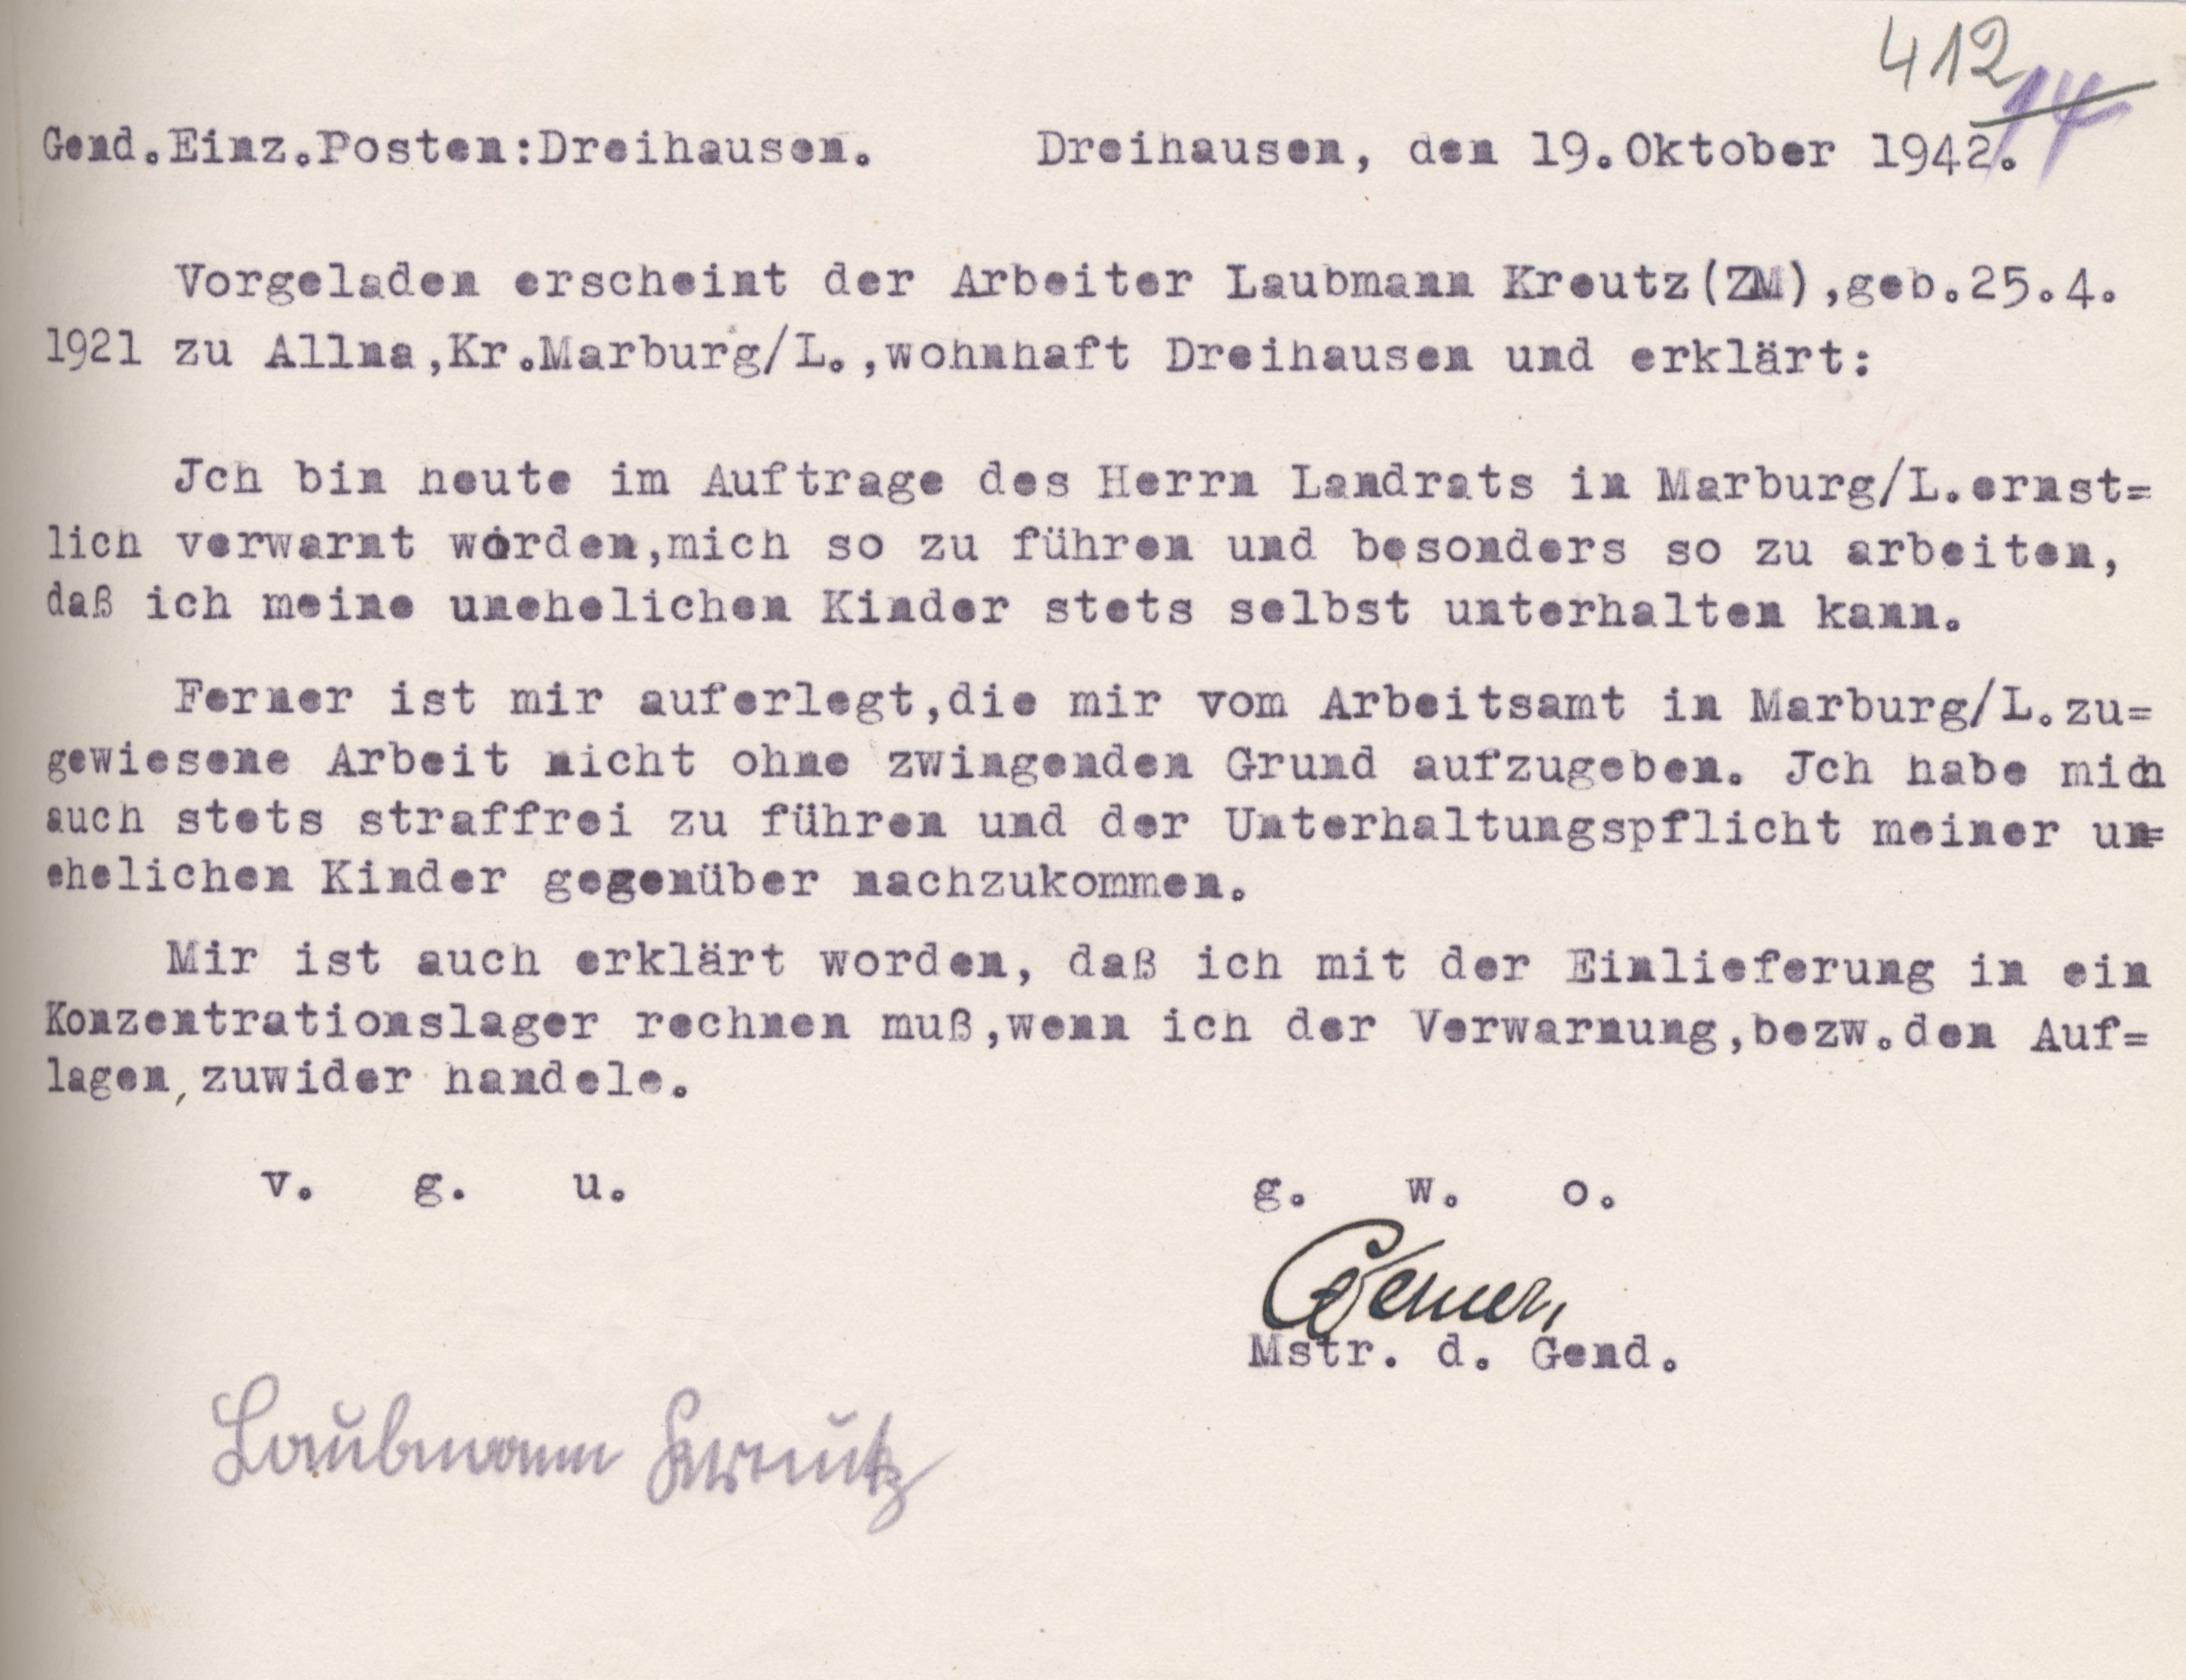 412
14
Gend.Einz.Posten:Dreihausen. Dreihausen, den 19.Oktober 1942.
Vorgeladen erscheint der Arbeiter Laubmann Kreutz(ZM),geb.25.4.
1921 zu Allna,Kr.Marburg/L.,wohnhaft Dreihausen und erklärt:
Jch bin heute im Auftrage des Herrn Landrats in Marburg/L.ernst=
lich verwarnt worden,mich so zu führen und besonders so zu arbeiten,
daß ich meine unehelichen Kinder stets selbst unterhalten kann.
Ferner ist mir auferlegt,die mir vom Arbeitsamt in Marburg/L.zu=
gewiesene Arbeit nicht ohne zwingenden Grund aufzugeben. Jch habe mich
auch stets straffrei zu führen und der Unterhaltungspflicht meiner un=
ehelichen Kinder gegenüber nachzukommen.
Mir ist auch erklärt worden, daß ich mit der Einlieferung in ein
Konzentrationslager rechnen muß,wenn ich der Verwarnung,bezw.den Auf=
lagen, zuwider handele.
v. g. u. g. w. o.
Mstr. d. Gend.
Laubmann Kreutz